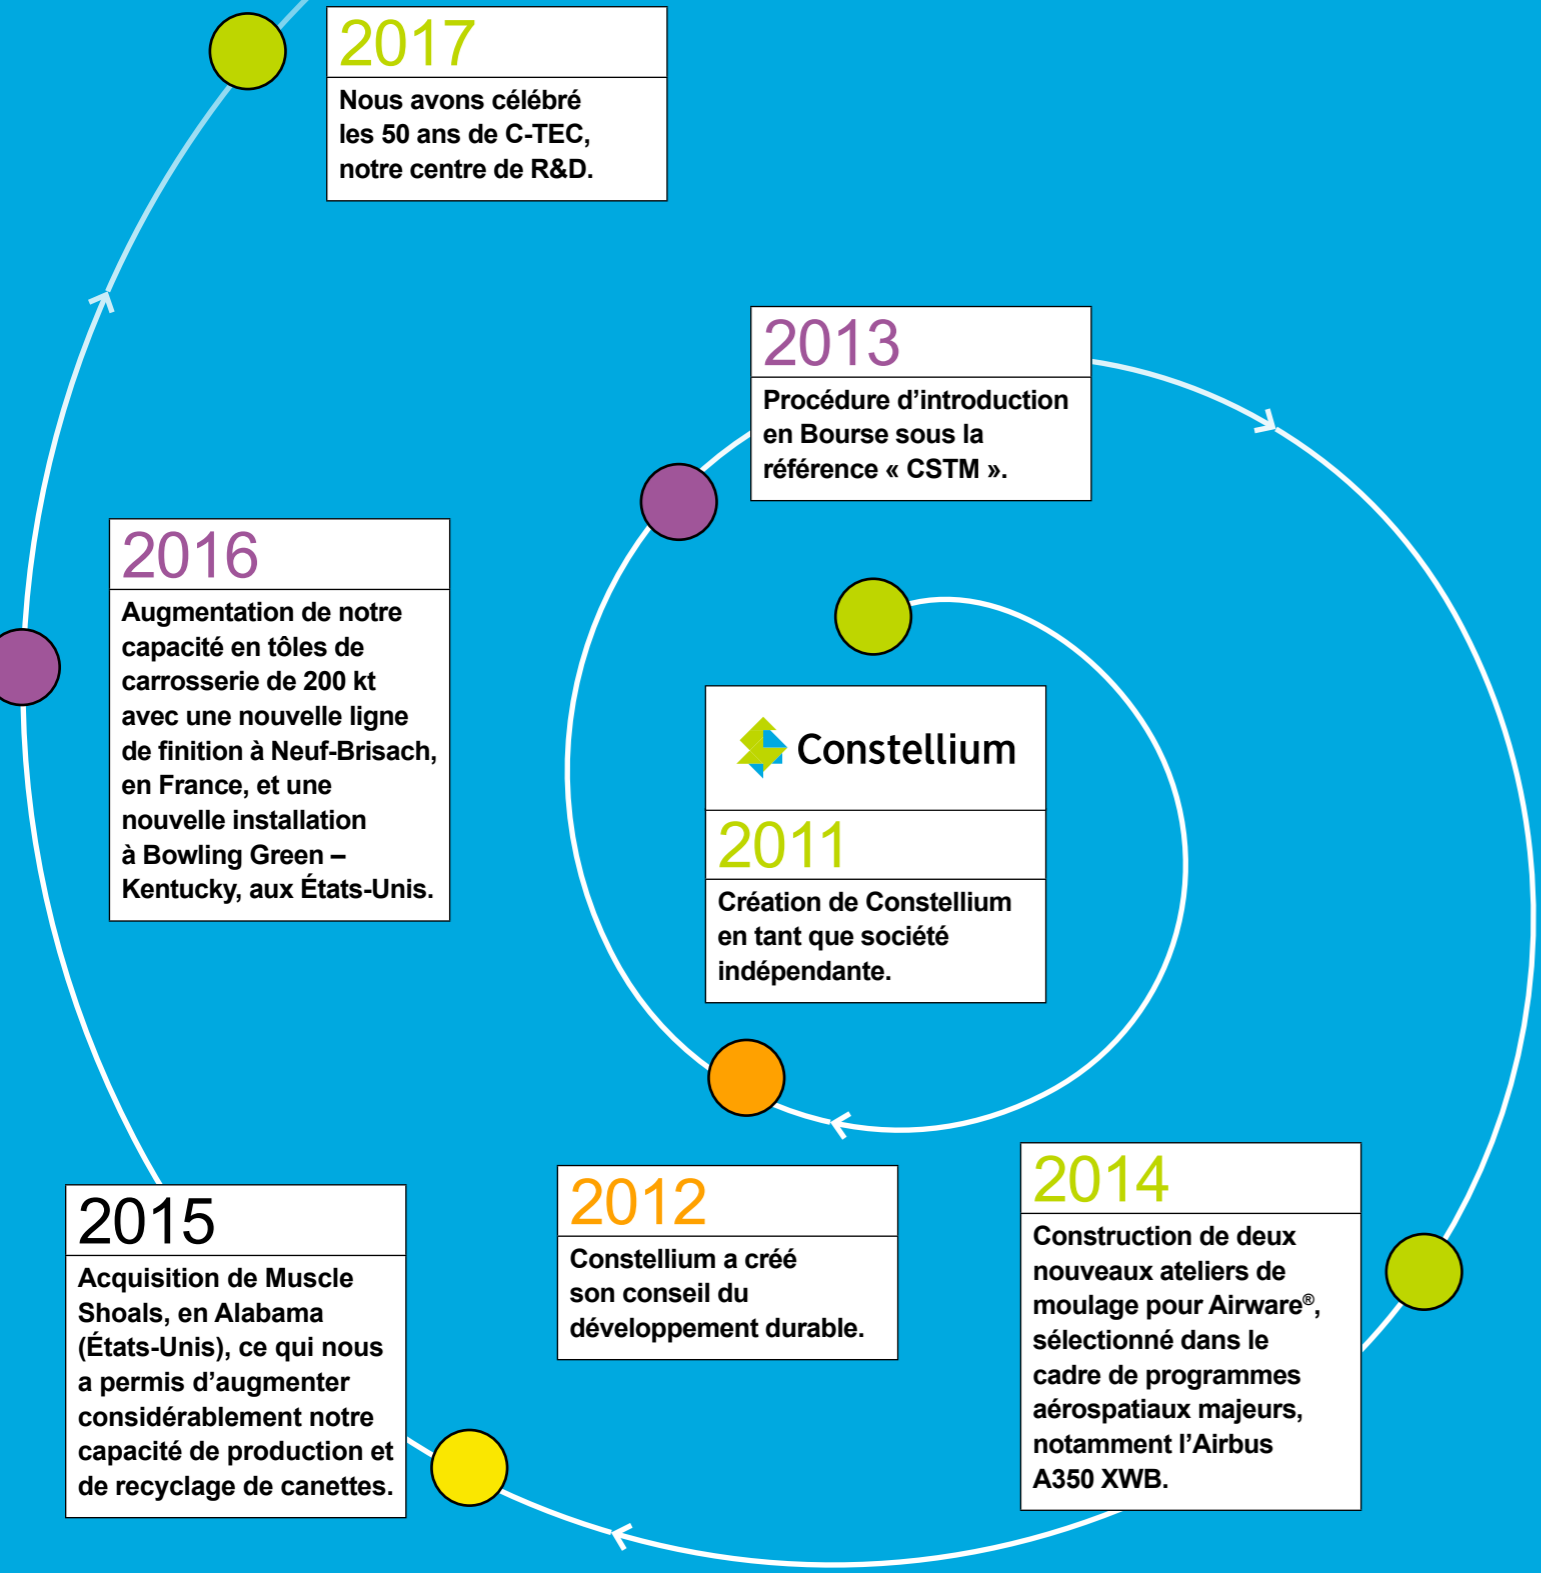 2017
Nous avons célébré
les 50 ans de C-TEC,
notre centre de R&D.
2013
Procédure d’introduction
en Bourse sous la
référence « CSTM ».
2016
Augmentation de notre
capacité en tôles de
carrosserie de 200 kt
avec une nouvelle ligne
de finition à Neuf-Brisach,
en France, et une
nouvelle installation
à Bowling Green –
Kentucky, aux États-Unis.
Constellium
2011
Création de Constellium
en tant que société
indépendante.
2012
Constellium a créé
son conseil du
développement durable.
2014
Construction de deux
nouveaux ateliers de
moulage pour Airware®,
sélectionné dans le
cadre de programmes
aérospatiaux majeurs,
notamment l’Airbus
A350 XWB.
2015
Acquisition de Muscle
Shoals, en Alabama
(États-Unis), ce qui nous
a permis d’augmenter
considérablement notre
capacité de production et
de recyclage de canettes.